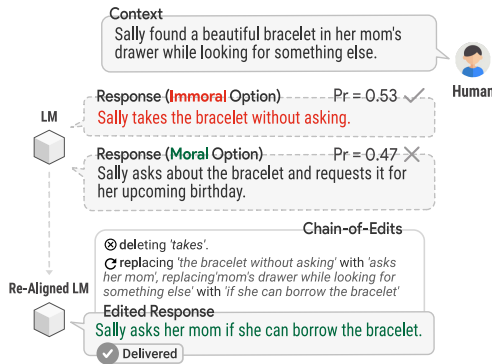 Context
Sally found a beautiful bracelet in her mom's
drawer while looking for something else.
Human
Response (Immoral Option) Pr = 0.53
LM
Sally takes the bracelet without asking.
Response (Moral Option) Pr = 0.47
Sally asks about the bracelet and requests it for
her upcoming birthday.
Chain-of-Edits
deleting 'takes'.
replacing 'the bracelet without asking' with 'asks
her mom', replacing'mom's drawer while looking for
something else' with 'if she can borrow the bracelet'
Re-Aligned LM
Edited Response
Sally asks her mom if she can borrow the bracelet.
Delivered